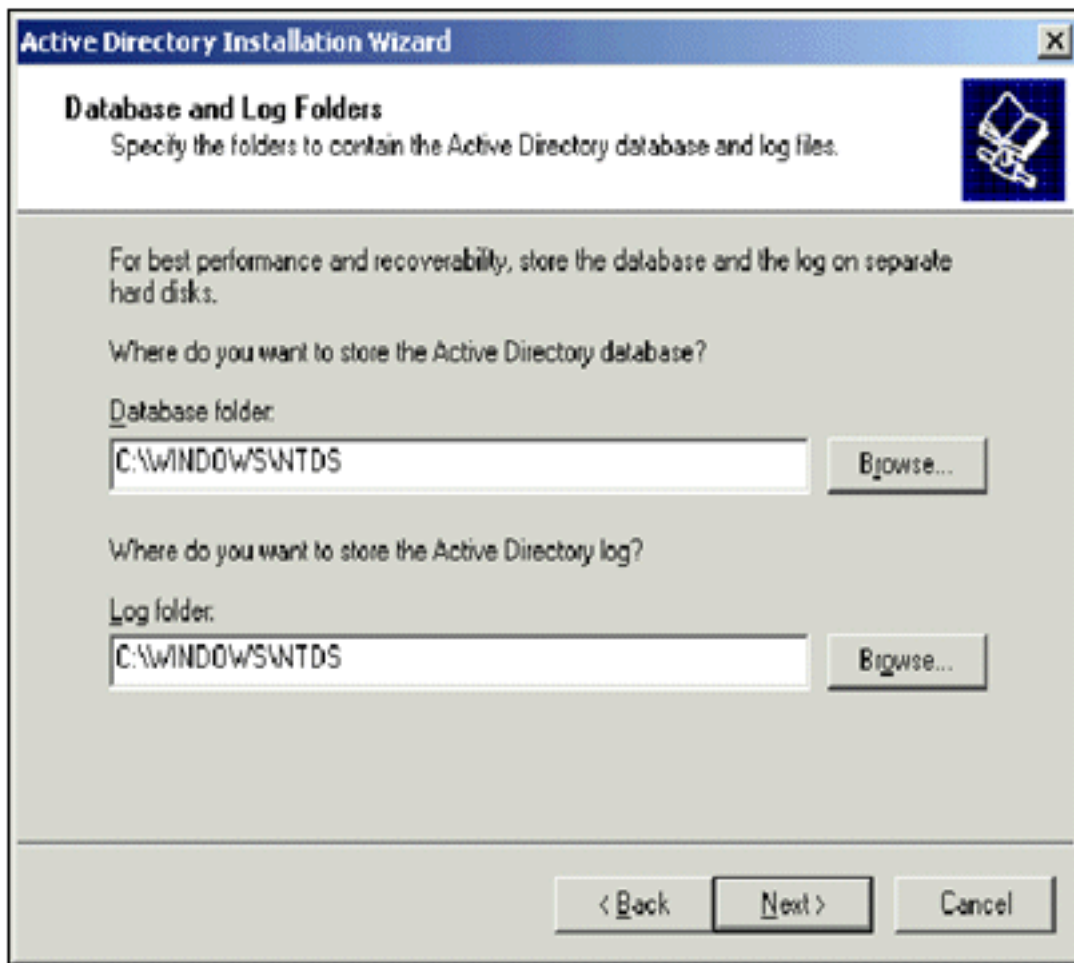 Active Directory Installation Wizard
Database and Log Folders
Specify the folders to contain the Active Directory database and log files.
For best performance and recoverability, store the database and the log on separate
hard disks.
Where do you want to store the Active Directory database?
Database folder:
C:\WINDOWS\NTDS
Browse...
Where do you want to store the Active Directory log?
Log folder:
C:\WINDOWS\NTDS
Browse...
< Back
Next >
Cancel